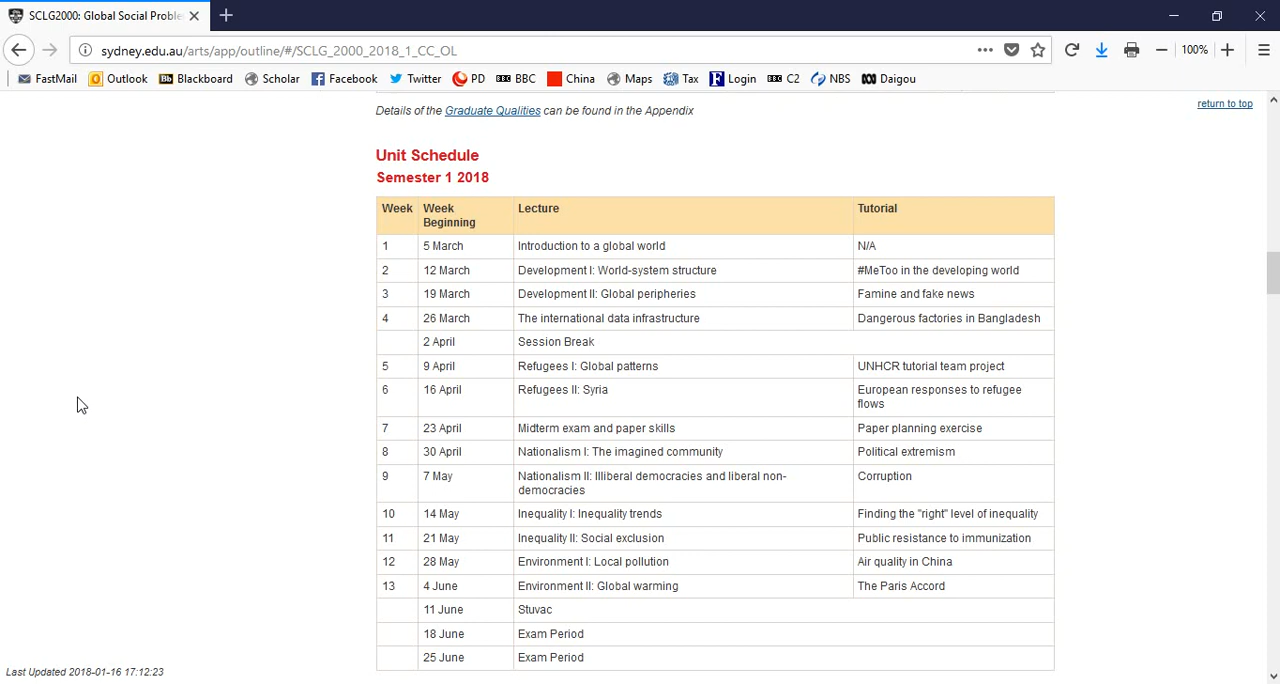 SCLG2000: Global Social Proble
sydney.edu.au/arts/app/outline/#/SCLG_2000_2018_1_CC_OL
100%
FastMail Outlook Bb Blackboard Scholar Facebook Twitter PD BBC BBC China Maps Tax F Login BBC C2 NBS Daigou
Details of the Graduate Qualities can be found in the Appendix
return to top
Unit Schedule
Semester 1 2018
Week Week Beginning Lecture Tutorial
1 5 March Introduction to a global world N/A
2 12 March Development I: World-system structure #MeToo in the developing world
3 19 March Development II: Global peripheries Famine and fake news
4 26 March The international data infrastructure Dangerous factories in Bangladesh
2 April Session Break
5 9 April Refugees I: Global patterns UNHCR tutorial team project
6 16 April Refugees II: Syria European responses to refugee
flows
7 23 April Midterm exam and paper skills Paper planning exercise
8 30 April Nationalism I: The imagined community Political extremism
9 7 May Nationalism II: Illiberal democracies and liberal non-
democracies Corruption
10 14 May Inequality I: Inequality trends Finding the "right" level of inequality
11 21 May Inequality II: Social exclusion Public resistance to immunization
12 28 May Environment I: Local pollution Air quality in China
13 4 June Environment II: Global warming The Paris Accord
11 June Stuvac
18 June Exam Period
25 June Exam Period
Last Updated 2018-01-16 17:12:23